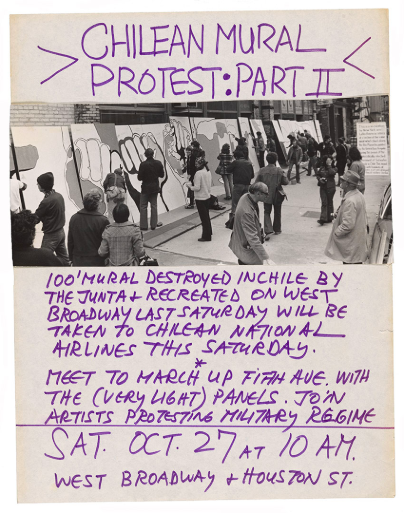 > CHILEAN MURAL <
PROTEST: PART II
100' MURAL DESTROYED IN CHILE BY
THE JUNTA & RECREATED ON WEST
BROADWAY LAST SATURDAY WILL BE
TAKEN TO CHILEAN NATIONAL
AIRLINES THIS SATURDAY.
*
MEET TO MARCH UP FIFTH AVE. WITH
THE (VERY LIGHT) PANELS. JOIN
ARTISTS PROTESTING MILITARY REGIME
SAT. OCT. 27 AT 10 AM.
WEST BROADWAY & HOUSTON ST.